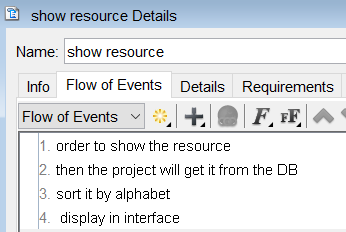 show resource Details
Name: show resource
Info Flow of Events Details Requirements
Flow of Events F FF
1. order to show the resource
2. then the project will get it from the DB
3. sort it by alphabet
4. display in interface